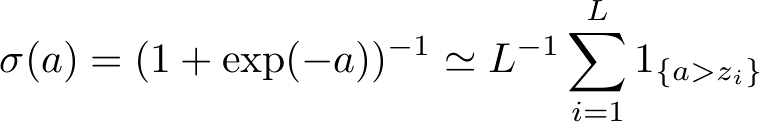 σ(a) = (1 + exp(−a))⁻¹ ≃ L⁻¹ ∑_{i=1}^{L} 1_{{a>z_i}}